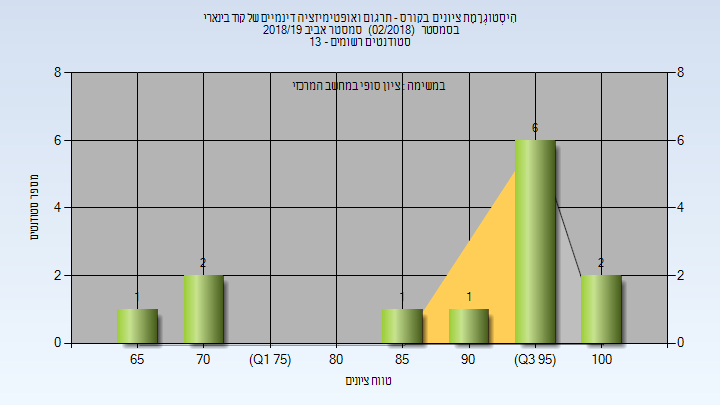 היסטוגרמת ציונים בקורס - תרגום ואופטימיזציה דינמיים של קוד בינארי
בסמסטר (02/2018) סמסטר אביב 2018/19
סטודנטים רשומים - 13
במשימה : ציון סופי במחשב המרכזי
8 8
6 6
4 4
2 2
0 0
מספר סטודנטים
1 2 1 1 6 2
65 70 (Q1 75) 80 85 90 (Q3 95) 100
טווח ציונים